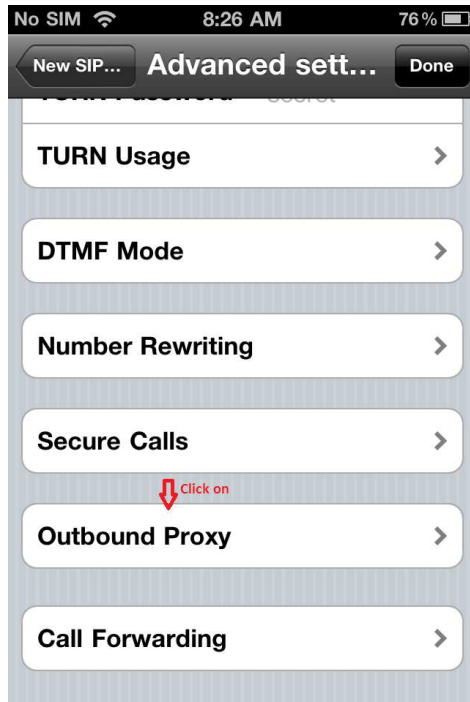 No SIM 8:26 AM 76%
New SIP... Advanced sett... Done
TURN Usage
DTMF Mode
Number Rewriting
Secure Calls
Click on
Outbound Proxy
Call Forwarding